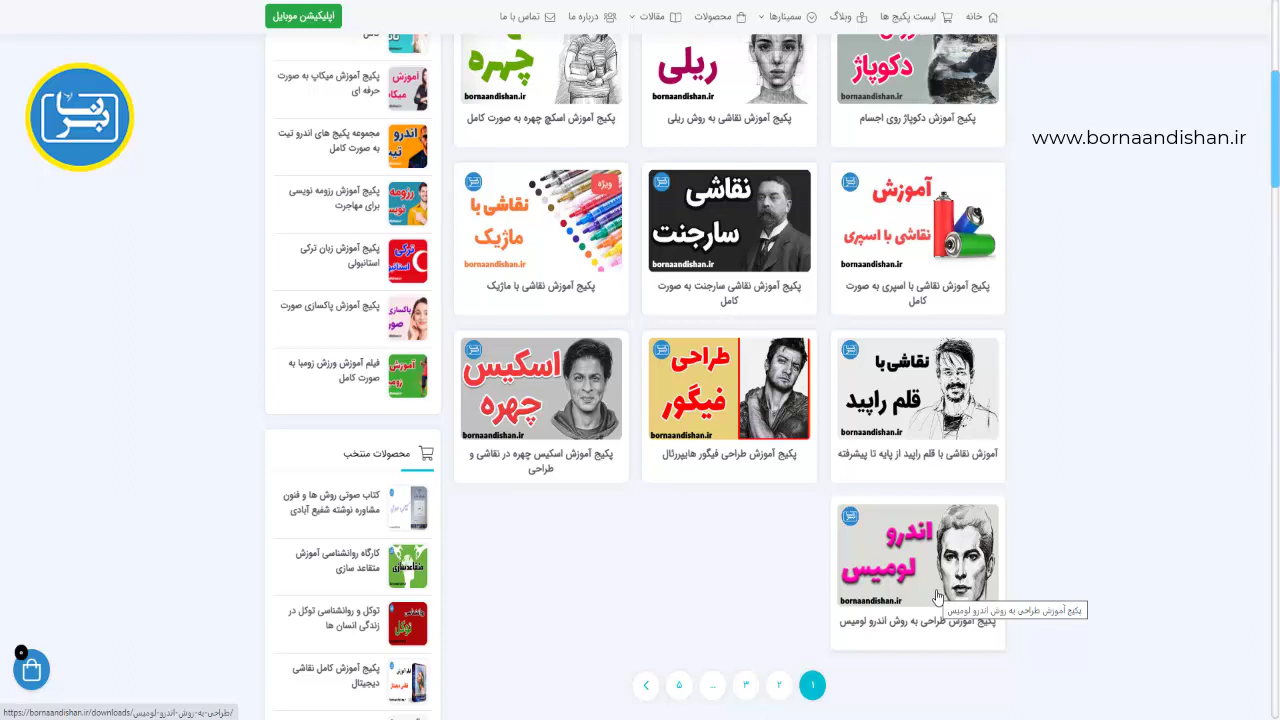 خانه
لیست پکیج ها
وبلاگ
سمینارها
محصولات
مقالات
درباره ما
تماس با ما
اپلیکیشن موبایل
www.bornaandishan.ir
برنا
دکوپاژ
bornaandishan.ir
پکیج آموزش دکوپاژ روی اجسام
ریلی
bornaandishan.ir
پکیج آموزش نقاشی به روش ریلی
چهره
bornaandishan.ir
پکیج آموزش اسکچ چهره به صورت کامل
آموزش
نقاشی با اسپری
bornaandishan.ir
پکیج آموزش نقاشی با اسپری به صورت
کامل
نقاشی
سارجنت
bornaandishan.ir
پکیج آموزش نقاشی سارجنت به صورت
کامل
ویژه
نقاشی با
ماژیک
bornaandishan.ir
پکیج آموزش نقاشی با ماژیک
نقاشی با
قلم راپید
bornaandishan.ir
آموزش نقاشی با قلم راپید از پایه تا پیشرفته
طراحی
فیگور
bornaandishan.ir
پکیج آموزش طراحی فیگور هایپررئال
اسکیس
چهره
bornaandishan.ir
پکیج آموزش اسکیس چهره در نقاشی و
طراحی
اندرو
لومیس
bornaandishan.ir
پکیج آموزش طراحی به روش اندرو لومیس
پکیج آموزش طراحی به روش اندرو لومیس
۱
۲
۳
...
۵
پکیج آموزش میکاپ به صورت
حرفه ای
مجموعه پکیج های اندرو تیت
به صورت کامل
پکیج آموزش رزومه نویسی
برای مهاجرت
پکیج آموزش زبان ترکی
استانبولی
پکیج آموزش پاکسازی صورت
فیلم آموزش ورزش زومبا به
صورت کامل
محصولات منتخب
کتاب صوتی روش ها و فنون
مشاوره نوشته شفیع آبادی
کارگاه روانشناسی آموزش
متقاعد سازی
توکل و روانشناسی توکل در
زندگی انسان ها
پکیج آموزش کامل نقاشی
دیجیتال
۰
https://bornaandishan.ir/downloads/طراحی-به-روش-اندرو-لومیس/